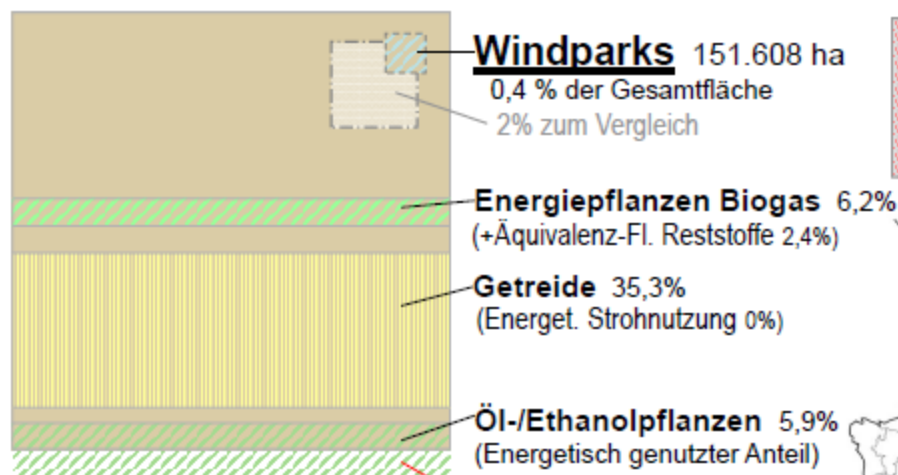 Windparks 151.608 ha
0,4 % der Gesamtfläche
2% zum Vergleich
Energiepflanzen Biogas 6,2%
(+Äquivalenz-Fl. Reststoffe 2,4%)
Getreide 35,3%
(Energet. Strohnutzung 0%)
Öl-/Ethanolpflanzen 5,9%
(Energetisch genutzter Anteil)